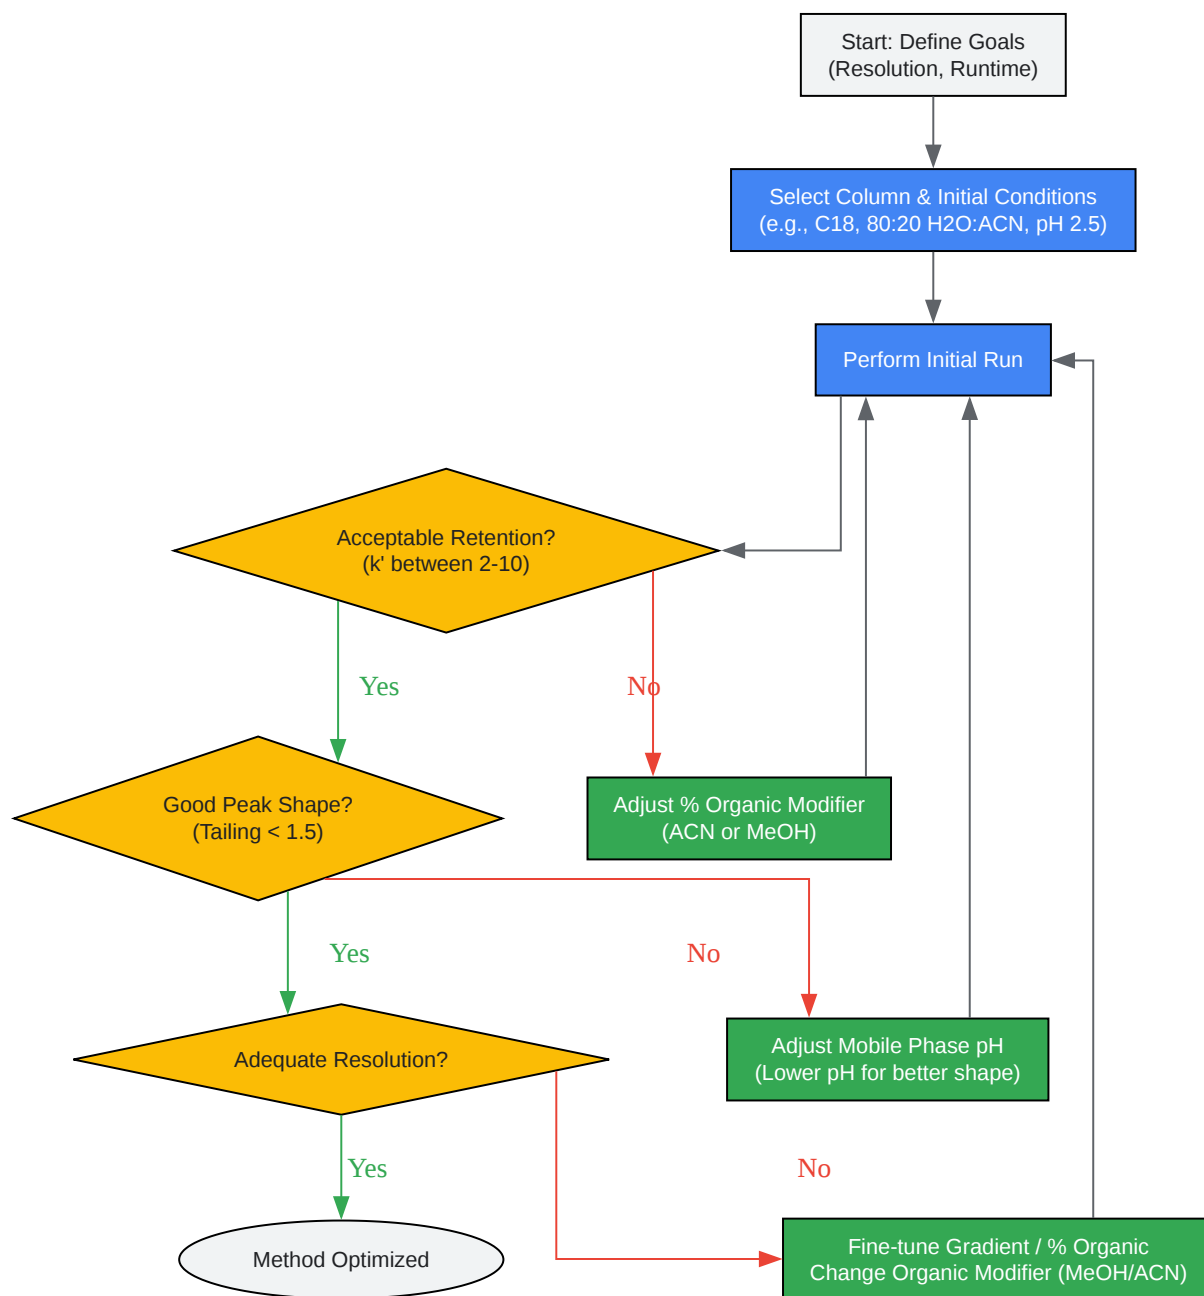 Start: Define Goals
(Resolution, Runtime)
Select Column & Initial Conditions
(e.g., C18, 80:20 H2O:ACN, pH 2.5)
Perform Initial Run
Acceptable Retention?
(k' between 2-10)
Yes
No
Good Peak Shape?
(Tailing < 1.5)
Adjust % Organic Modifier
(ACN or MeOH)
Yes
No
Adequate Resolution?
Adjust Mobile Phase pH
(Lower pH for better shape)
Yes
No
Method Optimized
Fine-tune Gradient / % Organic
Change Organic Modifier (MeOH/ACN)